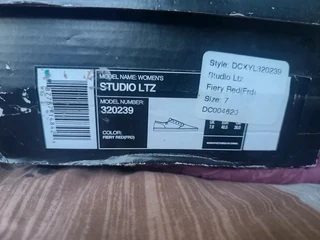 MODEL NAME: WOMEN'S
STUDIO LTZ
MODEL NUMBER:
320239
COLOR:
FIERY RED(FRD)
Style: DCXYL320239
Studio Ltz
Fiery Red(Frd)
Size: 7
DC004623